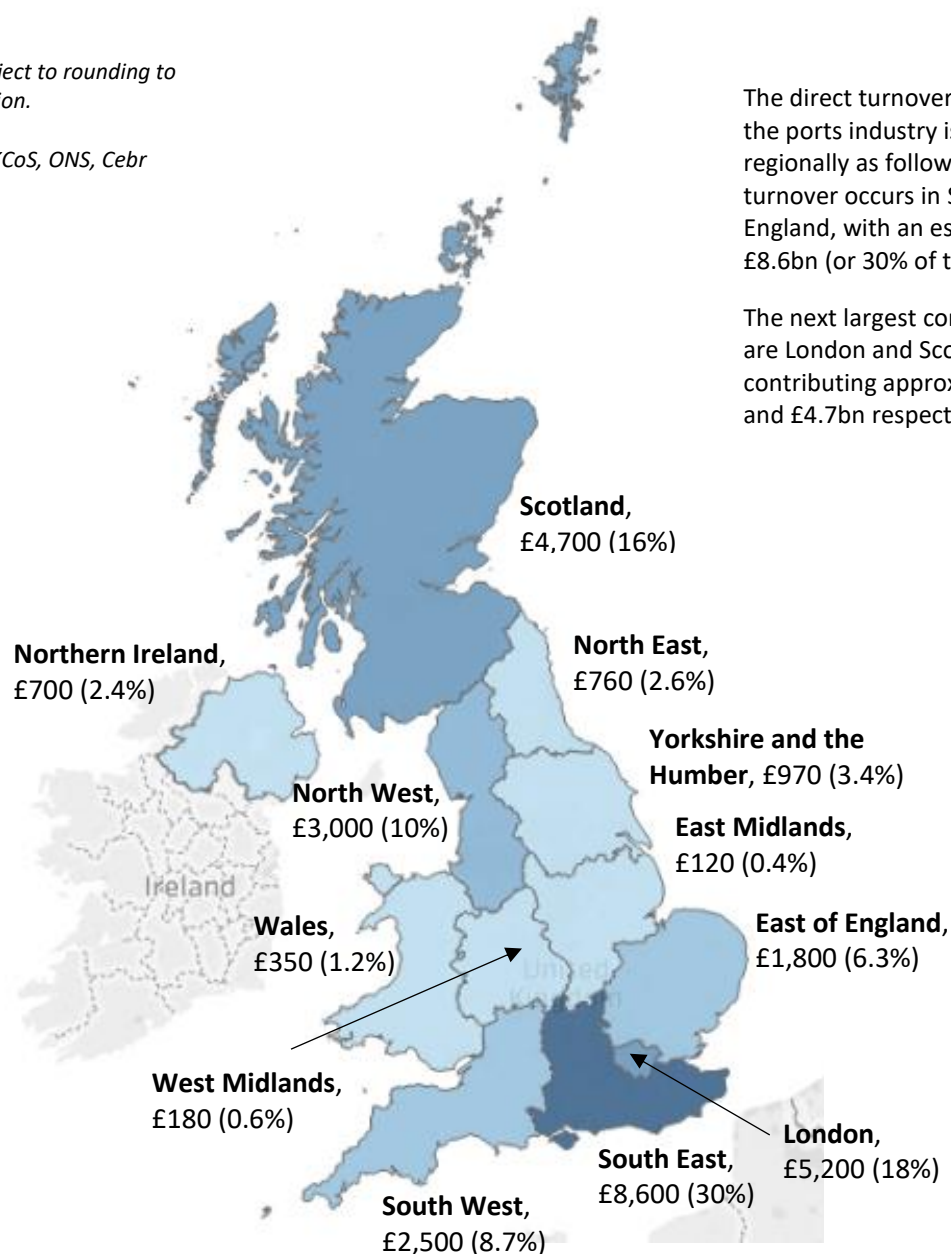 ject to rounding to
ion.
CoS, ONS, Cebr
The direct turnover
the ports industry is
regionally as follow
turnover occurs in S
England, with an es
£8.6bn (or 30% of t
The next largest con
are London and Sco
contributing approx
and £4.7bn respect
Scotland,
£4,700 (16%)
Northern Ireland,
£700 (2.4%)
North East,
£760 (2.6%)
Yorkshire and the
Humber, £970 (3.4%)
North West,
£3,000 (10%)
East Midlands,
£120 (0.4%)
Ireland
Wales,
£350 (1.2%)
East of England,
£1,800 (6.3%)
United
Kingdom
West Midlands,
£180 (0.6%)
London,
£5,200 (18%)
South East,
£8,600 (30%)
South West,
£2,500 (8.7%)